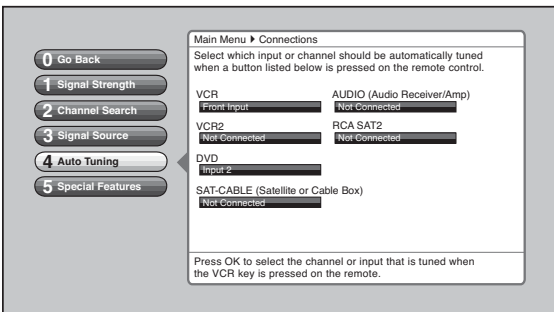 Main Menu ▸ Connections
0 Go Back
1 Signal Strength
2 Channel Search
3 Signal Source
4 Auto Tuning
5 Special Features
Select which input or channel should be automatically tuned
when a button listed below is pressed on the remote control.
VCR
Front Input
AUDIO (Audio Receiver/Amp)
Not Connected
VCR2
Not Connected
RCA SAT2
Not Connected
DVD
Input 2
SAT-CABLE (Satellite or Cable Box)
Not Connected
Press OK to select the channel or input that is tuned when
the VCR key is pressed on the remote.